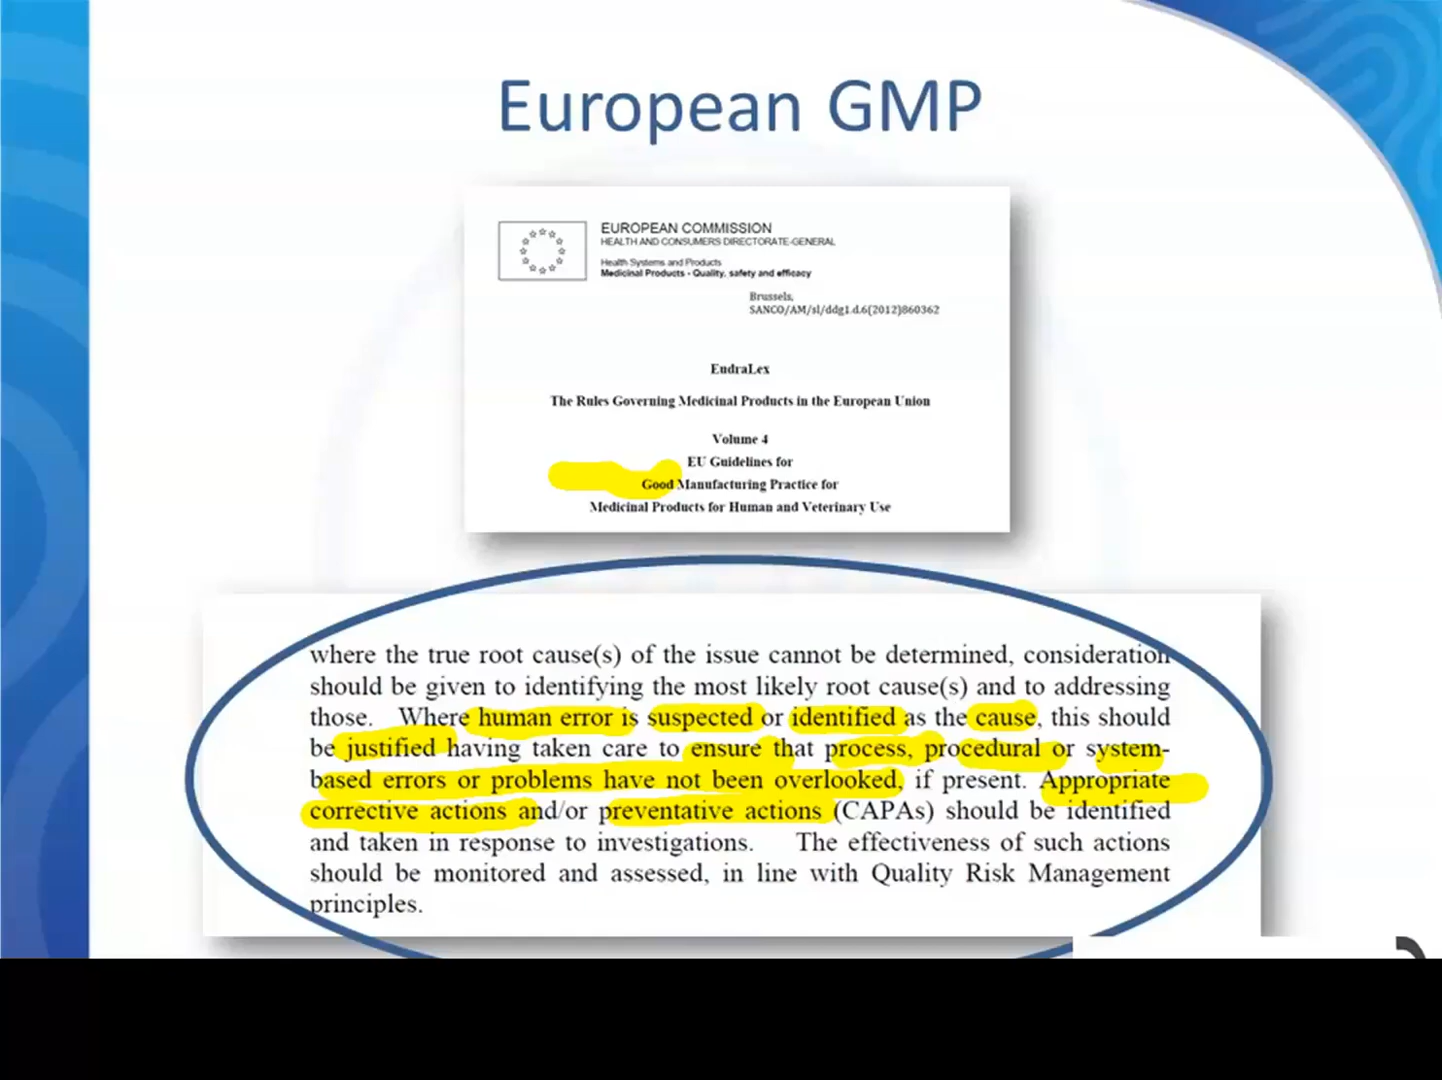 European GMP
EUROPEAN COMMISSION
HEALTH AND CONSUMERS DIRECTORATE-GENERAL
Health Systems and Products
Medicinal Products - Quality, safety and efficacy
Brussels,
SANCO/AM/sl/ddg1.d.6(2012)860362
EudraLex
The Rules Governing Medicinal Products in the European Union
Volume 4
EU Guidelines for
Good Manufacturing Practice for
Medicinal Products for Human and Veterinary Use
where the true root cause(s) of the issue cannot be determined, consideration
should be given to identifying the most likely root cause(s) and to addressing
those. Where human error is suspected or identified as the cause, this should
be justified having taken care to ensure that process, procedural or system-
based errors or problems have not been overlooked, if present. Appropriate
corrective actions and/or preventative actions (CAPAs) should be identified
and taken in response to investigations. The effectiveness of such actions
should be monitored and assessed, in line with Quality Risk Management
principles.